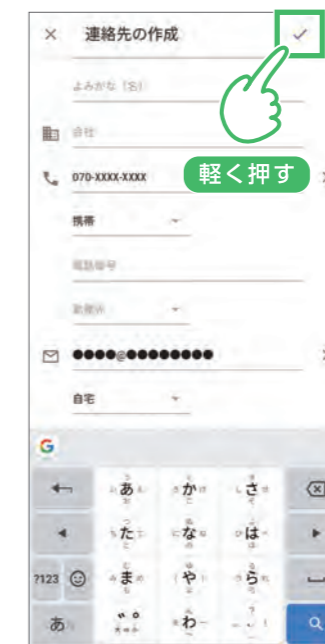 × 連絡先の作成
よみがな（名）
会社
軽く押す
070-XXXX-XXXX
携帯
電話番号
勤務先
●●●●@●●●●●●●●
自宅
G
あ か さ
た な は
?123 ま や ら
あ わ